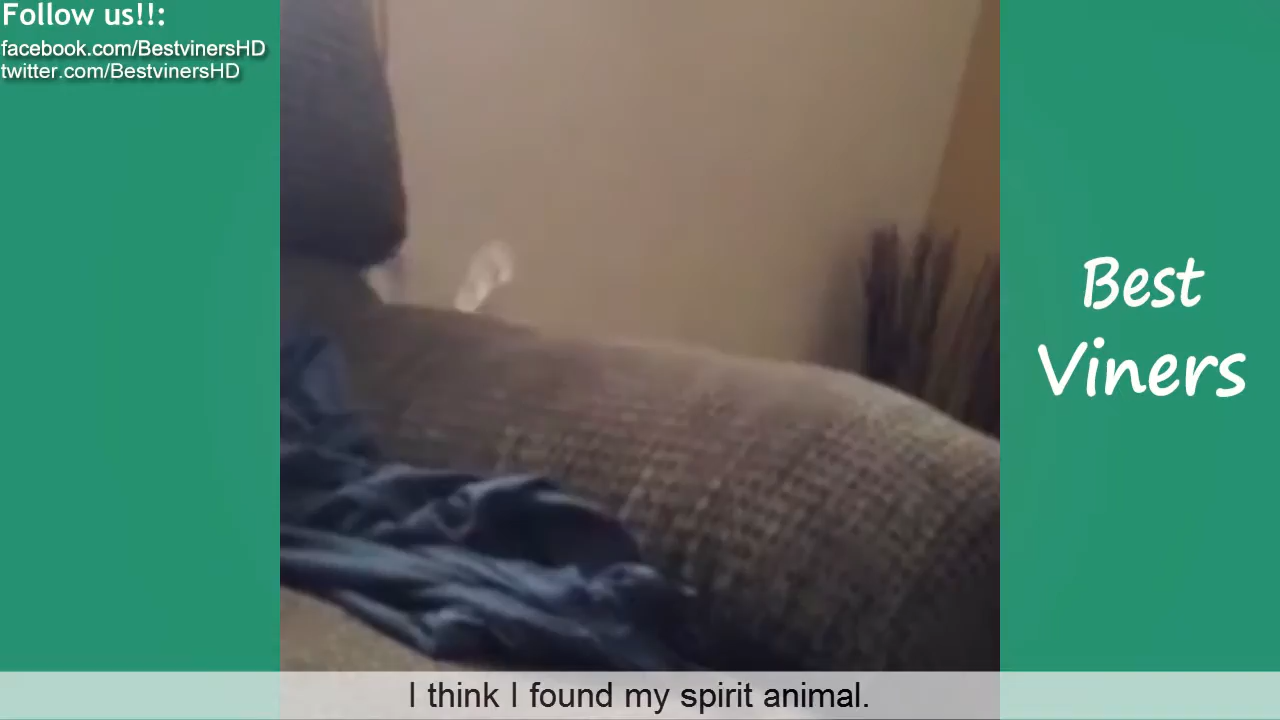 Follow us!!:
facebook.com/BestvinersHD
twitter.com/BestvinersHD
Best
Viners
I think I found my spirit animal.